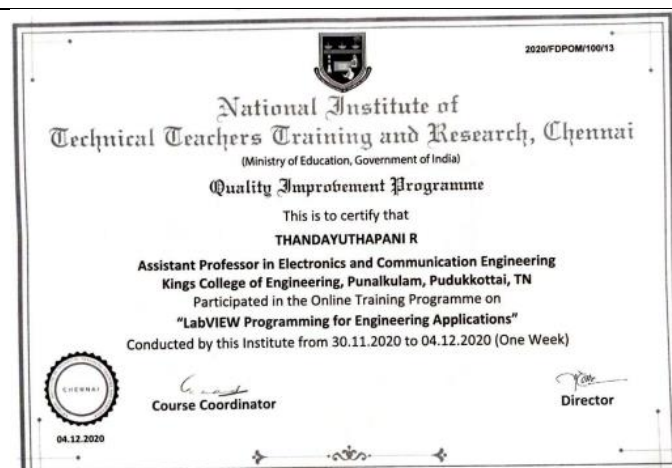 2020/FDPOM/100/13
National Institute of
Technical Teachers Training and Research, Chennai
(Ministry of Education, Government of India)
Quality Improvement Programme
This is to certify that
THANDAYUTHAPANI R
Assistant Professor in Electronics and Communication Engineering
Kings College of Engineering, Punalkulam, Pudukkottai, TN
Participated in the Online Training Programme on
"LabVIEW Programming for Engineering Applications"
Conducted by this Institute from 30.11.2020 to 04.12.2020 (One Week)
CHENNAI
Course Coordinator
Director
04.12.2020